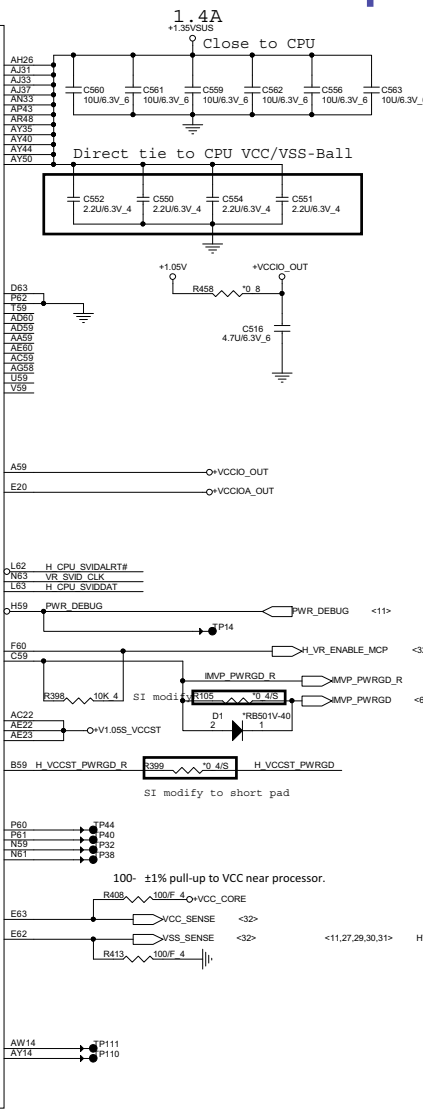 1.4A
+1.35VSUS
Close to CPU
AH26
AJ31
AJ33
AJ37
AN33
AP43
AR48
AY35
AY40
AY44
AY50
C560
10U/6.3V_6
C561
10U/6.3V_6
C559
10U/6.3V_6
C562
10U/6.3V_6
C556
10U/6.3V_6
C563
10U/6.3V_6
Direct tie to CPU VCC/VSS-Ball
C552
2.2U/6.3V_4
C550
2.2U/6.3V_4
C554
2.2U/6.3V_4
C551
2.2U/6.3V_4
+1.05V
+VCCIO_OUT
R458
*0_8
C516
4.7U/6.3V_6
D63
P62
T59
AD60
AD59
AA59
AE60
AC59
AG58
U59
V59
A59
+VCCIO_OUT
E20
+VCCIOA_OUT
L62 H_CPU_SVIDALRT#
N63 VR_SVID_CLK
L63 H_CPU_SVIDDAT
H59 PWR_DEBUG
PWR_DEBUG <11>
TP14
F60
H_VR_ENABLE_MCP
C59
IMVP_PWRGD_R
IMVP_PWRGD_R
R398
10K_4
SI modify
R105
*0_4/S
IMVP_PWRGD
D1
*RB501V-40
2
1
AC22
AE22
AE23
+V1.05S_VCCST
B59 H_VCCST_PWRGD_R
R399
*0_4/S
H_VCCST_PWRGD
SI modify to short pad
P60
TP44
P61
TP40
N59
TP32
N61
TP38
100- ±1% pull-up to VCC near processor.
R408
100/F_4
+VCC_CORE
E63
VCC_SENSE <32>
E62
VSS_SENSE <32>
<11,27,29,30,31> H
R413
100/F_4
AW14
TP111
AY14
TP110